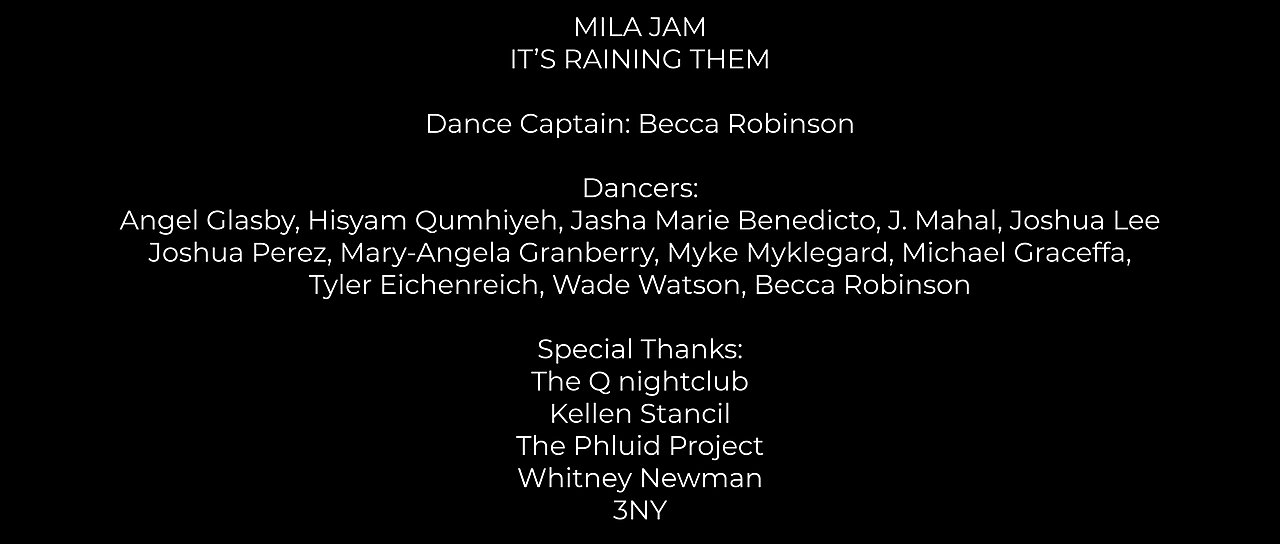 MILA JAM
IT’S RAINING THEM
Dance Captain: Becca Robinson
Dancers:
Angel Glasby, Hisyam Qumhiyeh, Jasha Marie Benedicto, J. Mahal, Joshua Lee
Joshua Perez, Mary-Angela Granberry, Myke Myklegard, Michael Graceffa,
Tyler Eichenreich, Wade Watson, Becca Robinson
Special Thanks:
The Q nightclub
Kellen Stancil
The Phluid Project
Whitney Newman
3NY